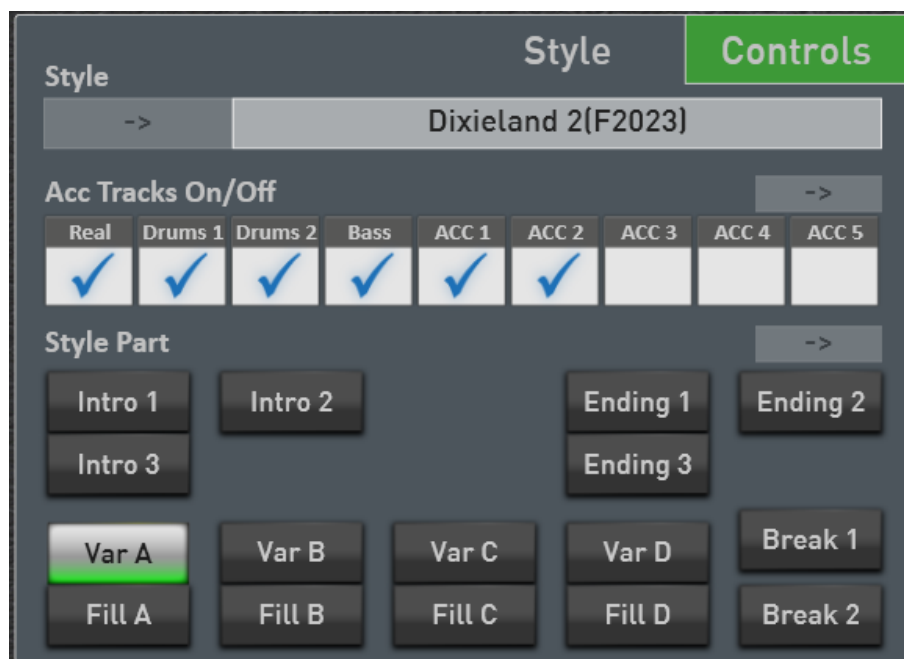 Style Controls
Style
-> Dixieland 2(F2023)
Acc Tracks On/Off ->
Real Drums 1 Drums 2 Bass ACC 1 ACC 2 ACC 3 ACC 4 ACC 5
Style Part ->
Intro 1 Intro 2 Ending 1 Ending 2
Intro 3 Ending 3
Var A Var B Var C Var D Break 1
Fill A Fill B Fill C Fill D Break 2